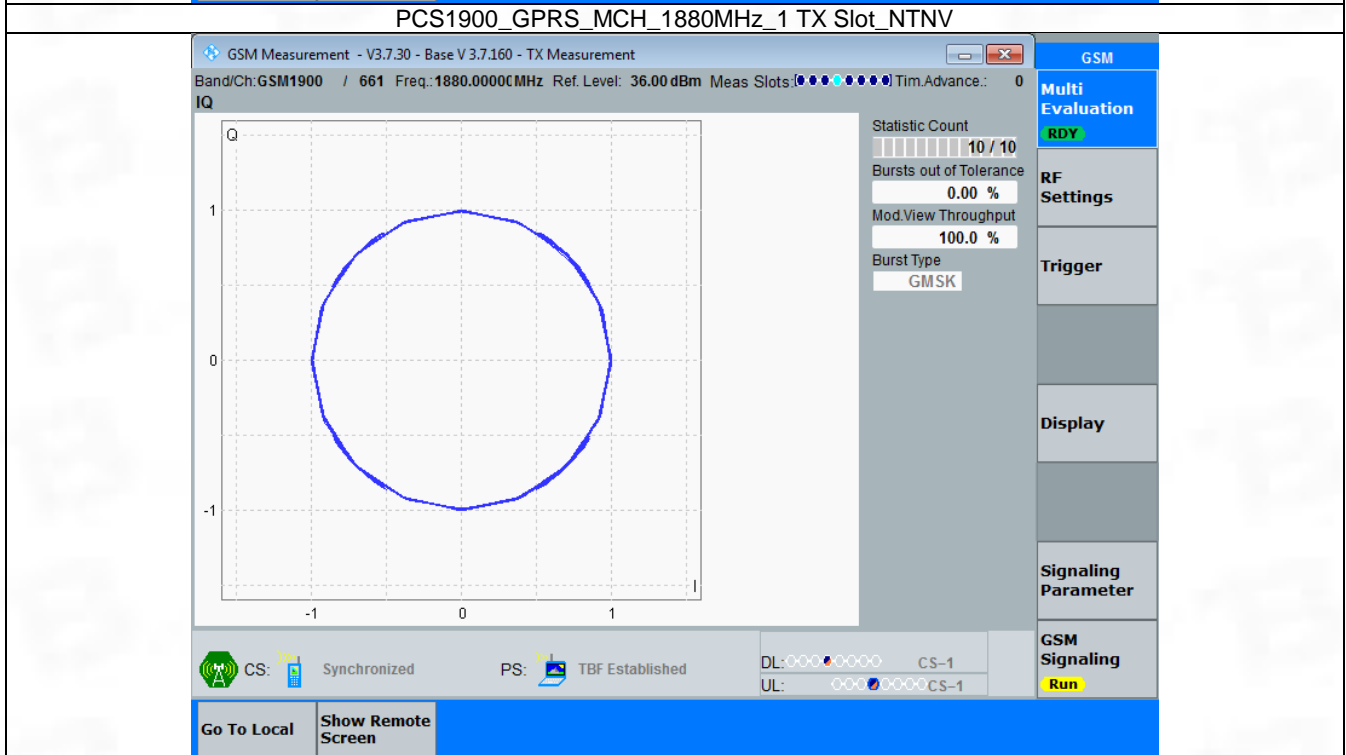 PCS1900_GPRS_MCH_1880MHz_1 TX Slot_NTNV
GSM Measurement - V3.7.30 - Base V 3.7.160 - TX Measurement
GSM
Band/Ch:GSM1900 / 661 Freq.:1880.00000 MHz Ref. Level: 36.00 dBm Meas Slots: Tim.Advance.: 0
IQ
Multi
Evaluation
RDY
Q
Statistic Count
10 / 10
Bursts out of Tolerance
0.00 %
Mod.View Throughput
100.0 %
Burst Type
GMSK
RF
Settings
Trigger
Display
1
0
-1
I
-1 0 1
Signaling
Parameter
GSM
Signaling
Run
CS: Synchronized PS: TBF Established DL: CS-1
UL: CS-1
Go To Local
Show Remote
Screen